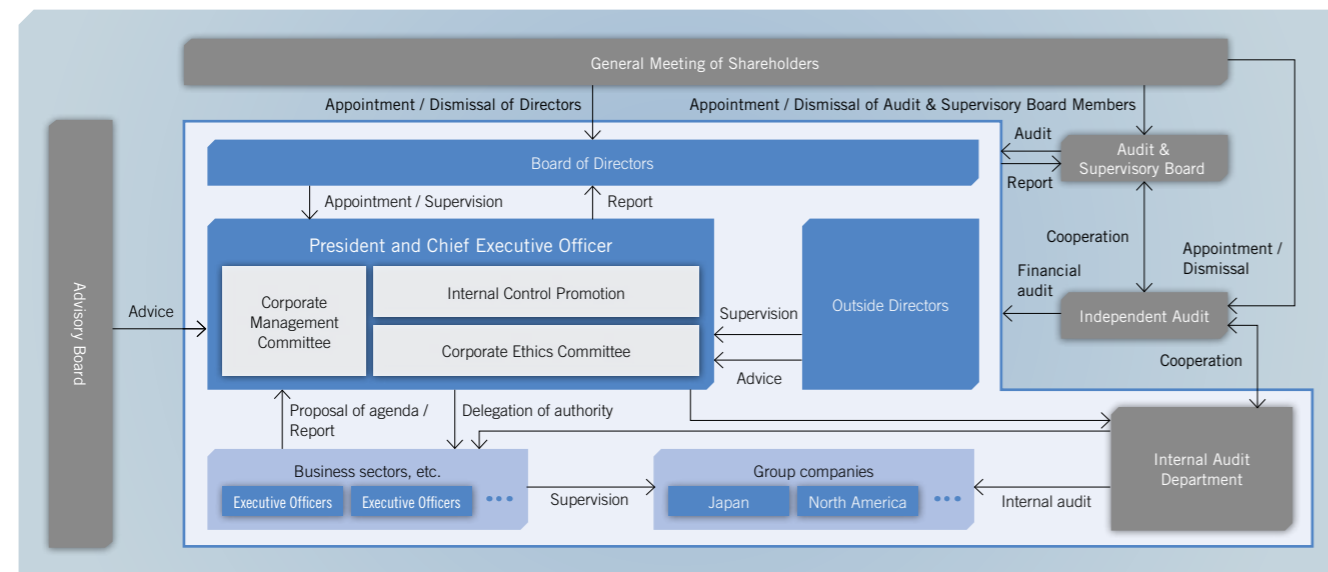 General Meeting of Shareholders
Appointment / Dismissal of Directors
Appointment / Dismissal of Audit & Supervisory Board Members
Board of Directors
Audit
Report
Audit &
Supervisory Board
Appointment / Supervision
Report
President and Chief Executive Officer
Corporate
Management
Committee
Internal Control Promotion
Corporate Ethics Committee
Outside Directors
Supervision
Advice
Cooperation
Financial
audit
Appointment /
Dismissal
Independent Audit
Cooperation
Advisory Board
Advice
Proposal of agenda /
Report
Delegation of authority
Business sectors, etc.
Executive Officers
Executive Officers
•••
Supervision
Group companies
Japan
North America
•••
Internal audit
Internal Audit
Department